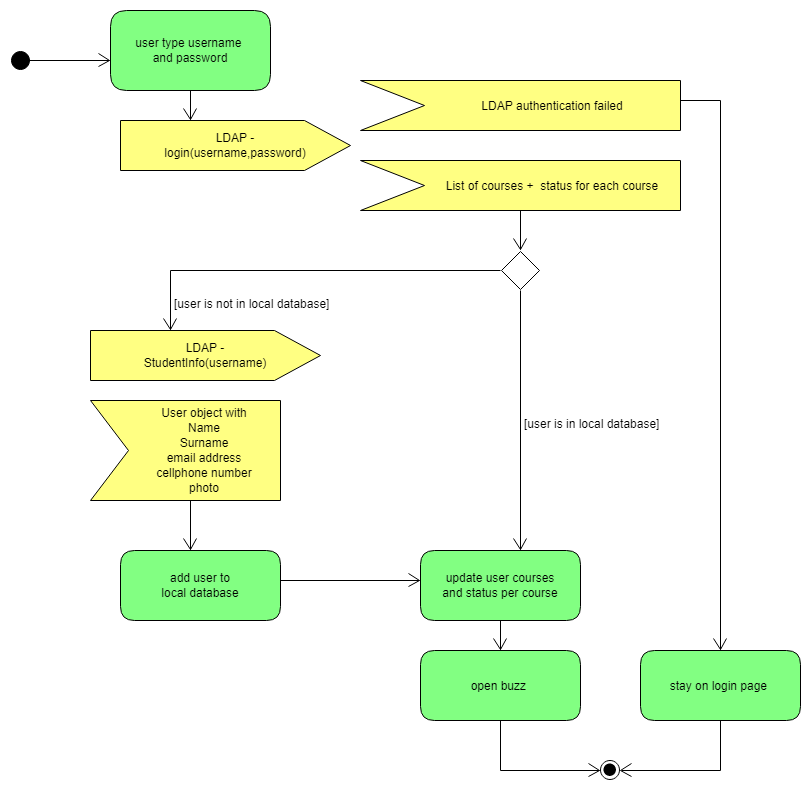 user type username
and password
LDAP -
login(username,password)
LDAP authentication failed
List of courses + status for each course
[user is not in local database]
LDAP -
StudentInfo(username)
User object with
Name
Surname
email address
cellphone number
photo
[user is in local database]
add user to
local database
update user courses
and status per course
open buzz
stay on login page